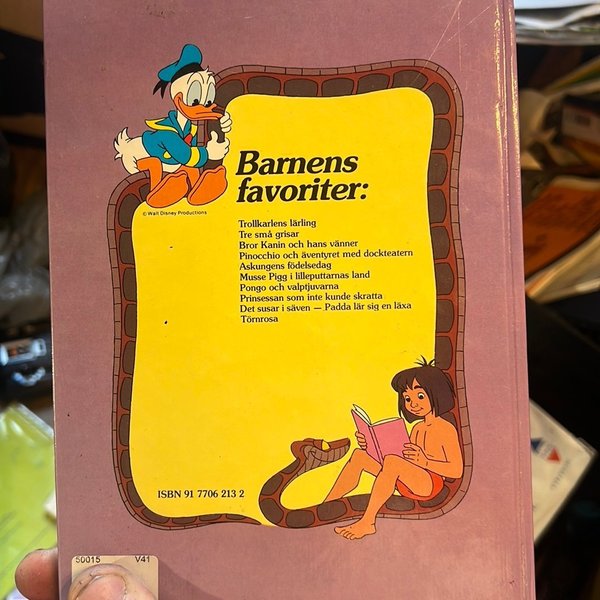 © Walt Disney Productions
Barnens
favoriter:
Trollkarlens lärling
Tre små grisar
Bror Kanin och hans vänner
Pinocchio och äventyret med dockteatern
Askungens födelsedag
Musse Pigg i lilleputtarnas land
Pongo och valptjuvarna
Prinsessan som inte kunde skratta
Det susar i säven — Padda lär sig en läxa
Törnrosa
ISBN 91 7706 213 2
50015 V41